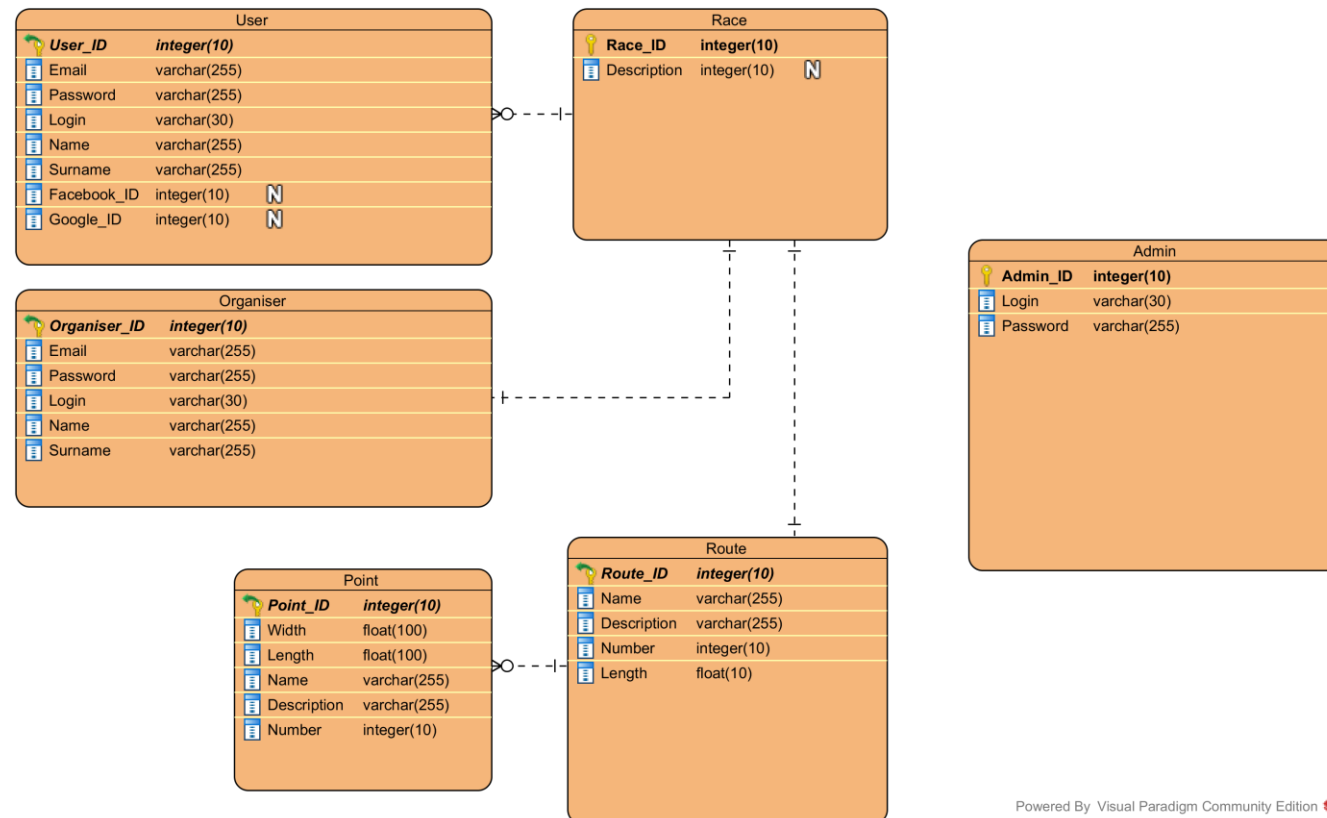 User
User_ID integer(10)
Email varchar(255)
Password varchar(255)
Login varchar(30)
Name varchar(255)
Surname varchar(255)
Facebook_ID integer(10) N
Google_ID integer(10) N
Race
Race_ID integer(10)
Description integer(10) N
Organiser
Organiser_ID integer(10)
Email varchar(255)
Password varchar(255)
Login varchar(30)
Name varchar(255)
Surname varchar(255)
Admin
Admin_ID integer(10)
Login varchar(30)
Password varchar(255)
Point
Point_ID integer(10)
Width float(100)
Length float(100)
Name varchar(255)
Description varchar(255)
Number integer(10)
Route
Route_ID integer(10)
Name varchar(255)
Description varchar(255)
Number integer(10)
Length float(10)
Powered By Visual Paradigm Community Edition